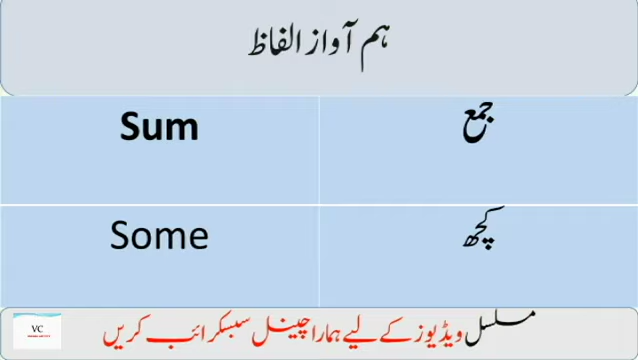 ہم آواز الفاظ
Sum جمع
Some کچھ
VC
مسلسل ویڈیوز کے لیے ہمارا چینل سبسکرائب کریں